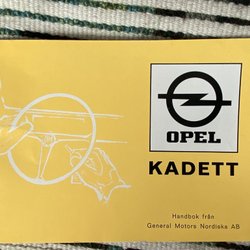 OPEL
KADETT
Handbok från
General Motors Nordiska AB